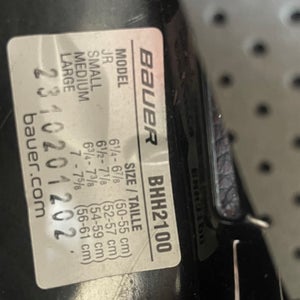 BAUER
MODEL BHH2100
SIZE / TAILLE
JR 6¼ - 6⅞ (50-55 cm)
SMALL 6½ - 7⅛ (52-57 cm)
MEDIUM 6¾ - 7⅜ (54-59 cm)
LARGE 7 - 7⅝ (56-61 cm)
2310201202
bauer.com